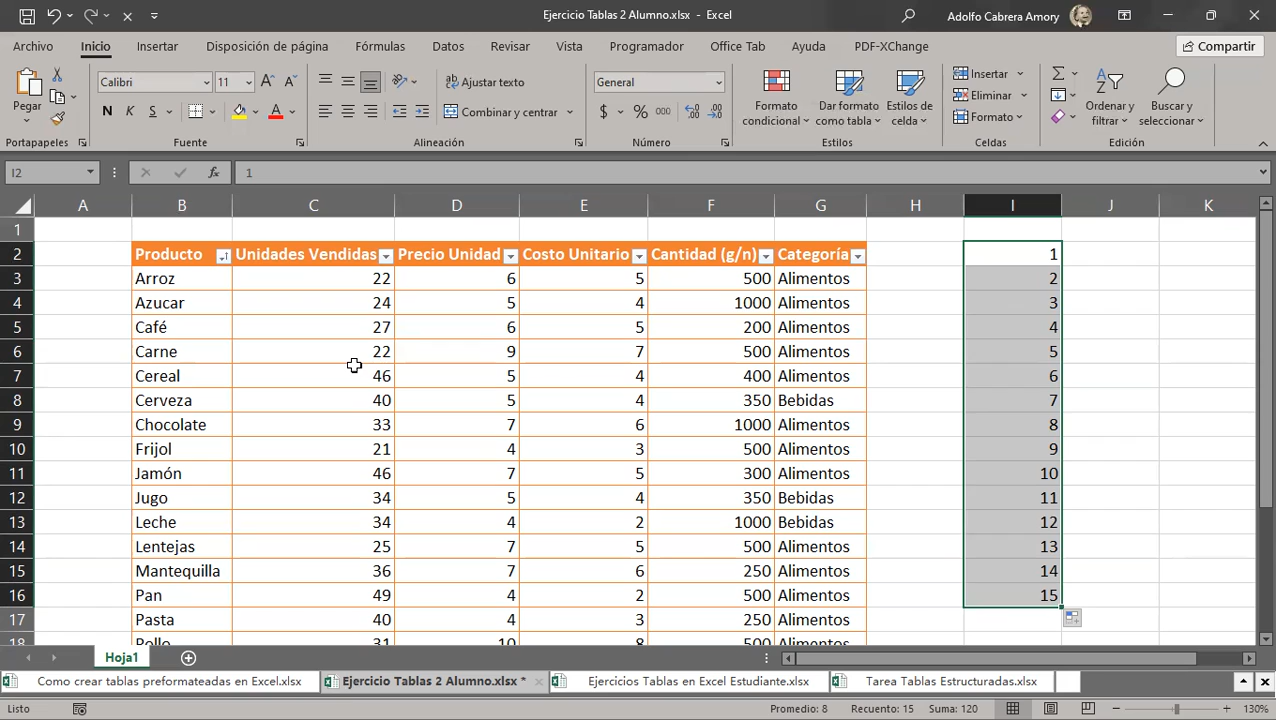 Ejercicio Tablas 2 Alumno.xlsx - Excel
Adolfo Cabrera Amory
Archivo Inicio Insertar Disposición de página Fórmulas Datos Revisar Vista Programador Office Tab Ayuda PDF-XChange Compartir
Pegar
Calibri 11
N K S
Ajustar texto
Combinar y centrar
General
$ % 000
Formato condicional
Dar formato como tabla
Estilos de celda
Insertar
Eliminar
Formato
Ordenar y filtrar
Buscar y seleccionar
Portapapeles Fuente Alineación Número Estilos Celdas Edición
I2 fx 1
A B C D E F G H I J K
1
2 Producto Unidades Vendidas Precio Unidad Costo Unitario Cantidad (g/n) Categoría 1
3 Arroz 22 6 5 500 Alimentos 2
4 Azucar 24 5 4 1000 Alimentos 3
5 Café 27 6 5 200 Alimentos 4
6 Carne 22 9 7 500 Alimentos 5
7 Cereal 46 5 4 400 Alimentos 6
8 Cerveza 40 5 4 350 Bebidas 7
9 Chocolate 33 7 6 1000 Alimentos 8
10 Frijol 21 4 3 500 Alimentos 9
11 Jamón 46 7 6 300 Alimentos 10
12 Jugo 34 5 4 350 Bebidas 11
13 Leche 34 4 2 1000 Bebidas 12
14 Lentejas 25 7 5 500 Alimentos 13
15 Mantequilla 36 7 6 250 Alimentos 14
16 Pan 49 4 2 500 Alimentos 15
17 Pasta 40 4 3 250 Alimentos
18 Pollo 31 10 8 500 Alimentos
Hoja1
Como crear tablas preformateadas en Excel.xlsx Ejercicio Tablas 2 Alumno.xlsx * Ejercicios Tablas en Excel Estudiante.xlsx Tarea Tablas Estructuradas.xlsx
Listo Promedio: 8 Recuento: 15 Suma: 120 130%